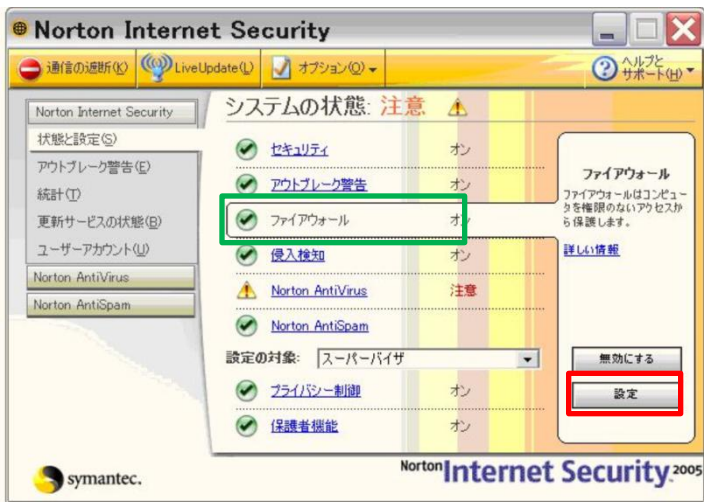 Norton Internet Security
通信の遮断(K) LiveUpdate(L) オプション(O) ヘルプと
サポート(H)
Norton Internet Security
状態と設定(S)
アウトブレーク警告(E)
統計(T)
更新サービスの状態(B)
ユーザーアカウント(U)
Norton AntiVirus
Norton AntiSpam
システムの状態: 注意
セキュリティ オン
アウトブレーク警告 オン
ファイアウォール オン
侵入検知 オン
Norton AntiVirus 注意
Norton AntiSpam
設定の対象: スーパーバイザ
プライバシー制御 オン
保護者機能 オン
ファイアウォール
ファイアウォールはコンピュー
タを権限のないアクセスか
ら保護します。
詳しい情報
無効にする
設定
symantec.
Norton Internet Security 2005